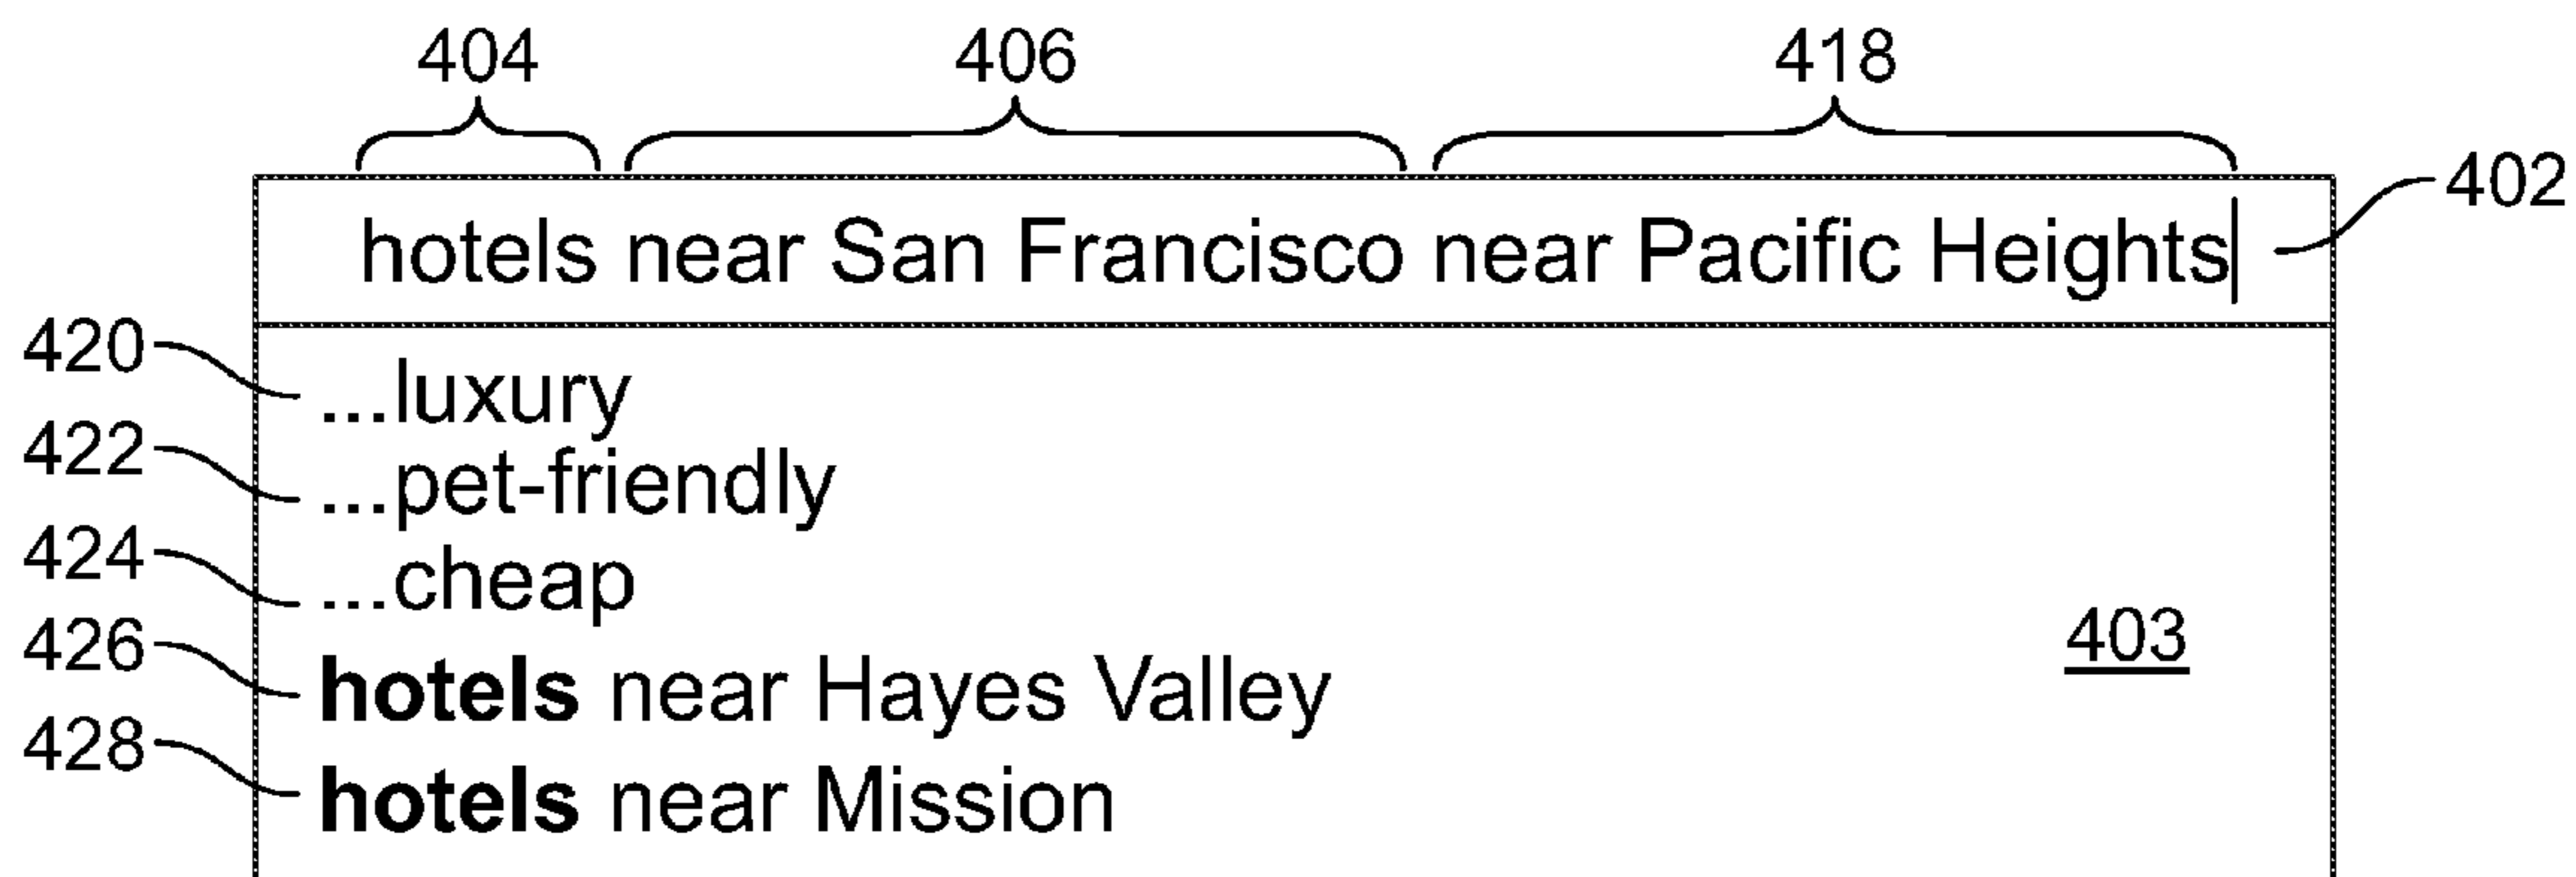 404 406 418
402
hotels near San Francisco near Pacific Heights
420 ...luxury
422 ...pet-friendly
424 ...cheap
403
426 hotels near Hayes Valley
428 hotels near Mission